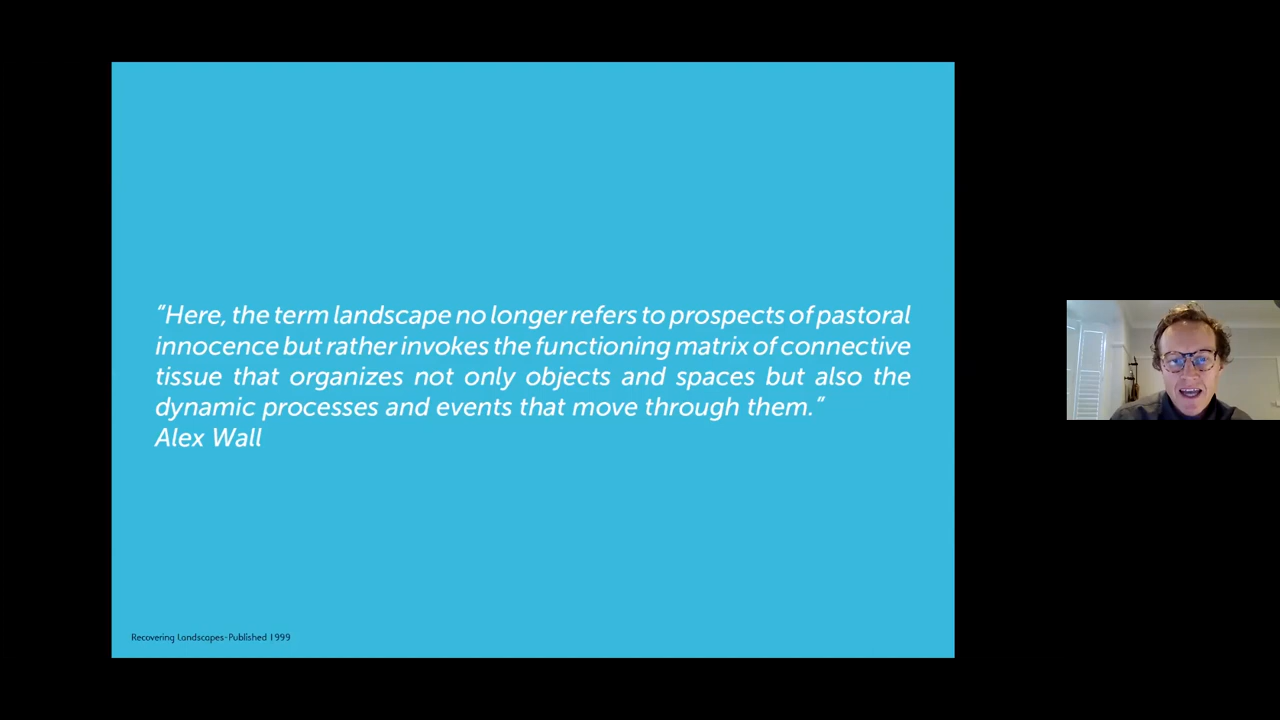 “Here, the term landscape no longer refers to prospects of pastoral
innocence but rather invokes the functioning matrix of connective
tissue that organizes not only objects and spaces but also the
dynamic processes and events that move through them.”
Alex Wall
Recovering Landscapes-Published 1999